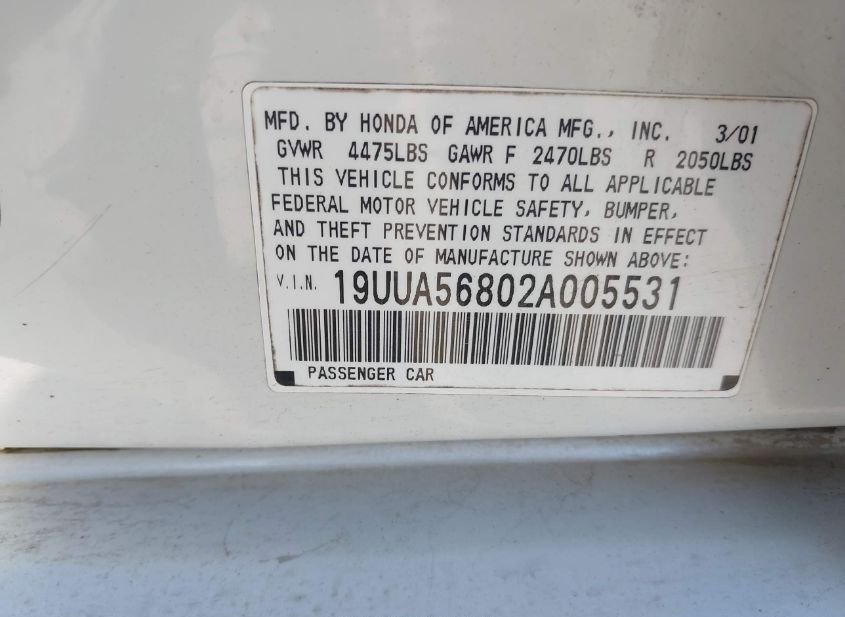 MFD. BY HONDA OF AMERICA MFG., INC. 3/01
GVWR 4475LBS GAWR F 2470LBS R 2050LBS
THIS VEHICLE CONFORMS TO ALL APPLICABLE
FEDERAL MOTOR VEHICLE SAFETY, BUMPER,
AND THEFT PREVENTION STANDARDS IN EFFECT
ON THE DATE OF MANUFACTURE SHOWN ABOVE:
V.I.N. 19UUA56802A005531
PASSENGER CAR